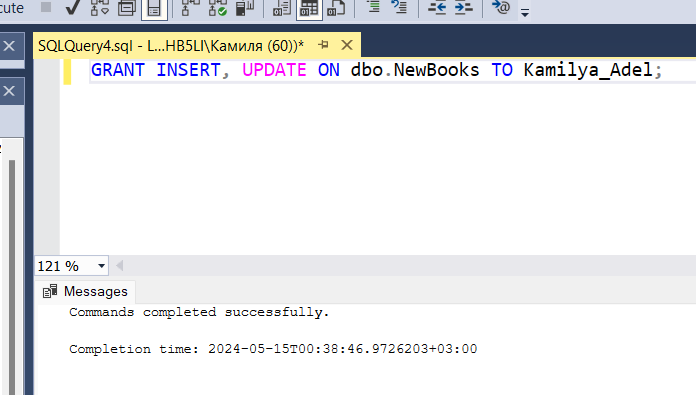 cute
SQLQuery4.sql - L...HB5LI\Камиля (60))*
GRANT INSERT, UPDATE ON dbo.NewBooks TO Kamilya_Adel;
121 %
Messages
Commands completed successfully.
Completion time: 2024-05-15T00:38:46.9726203+03:00